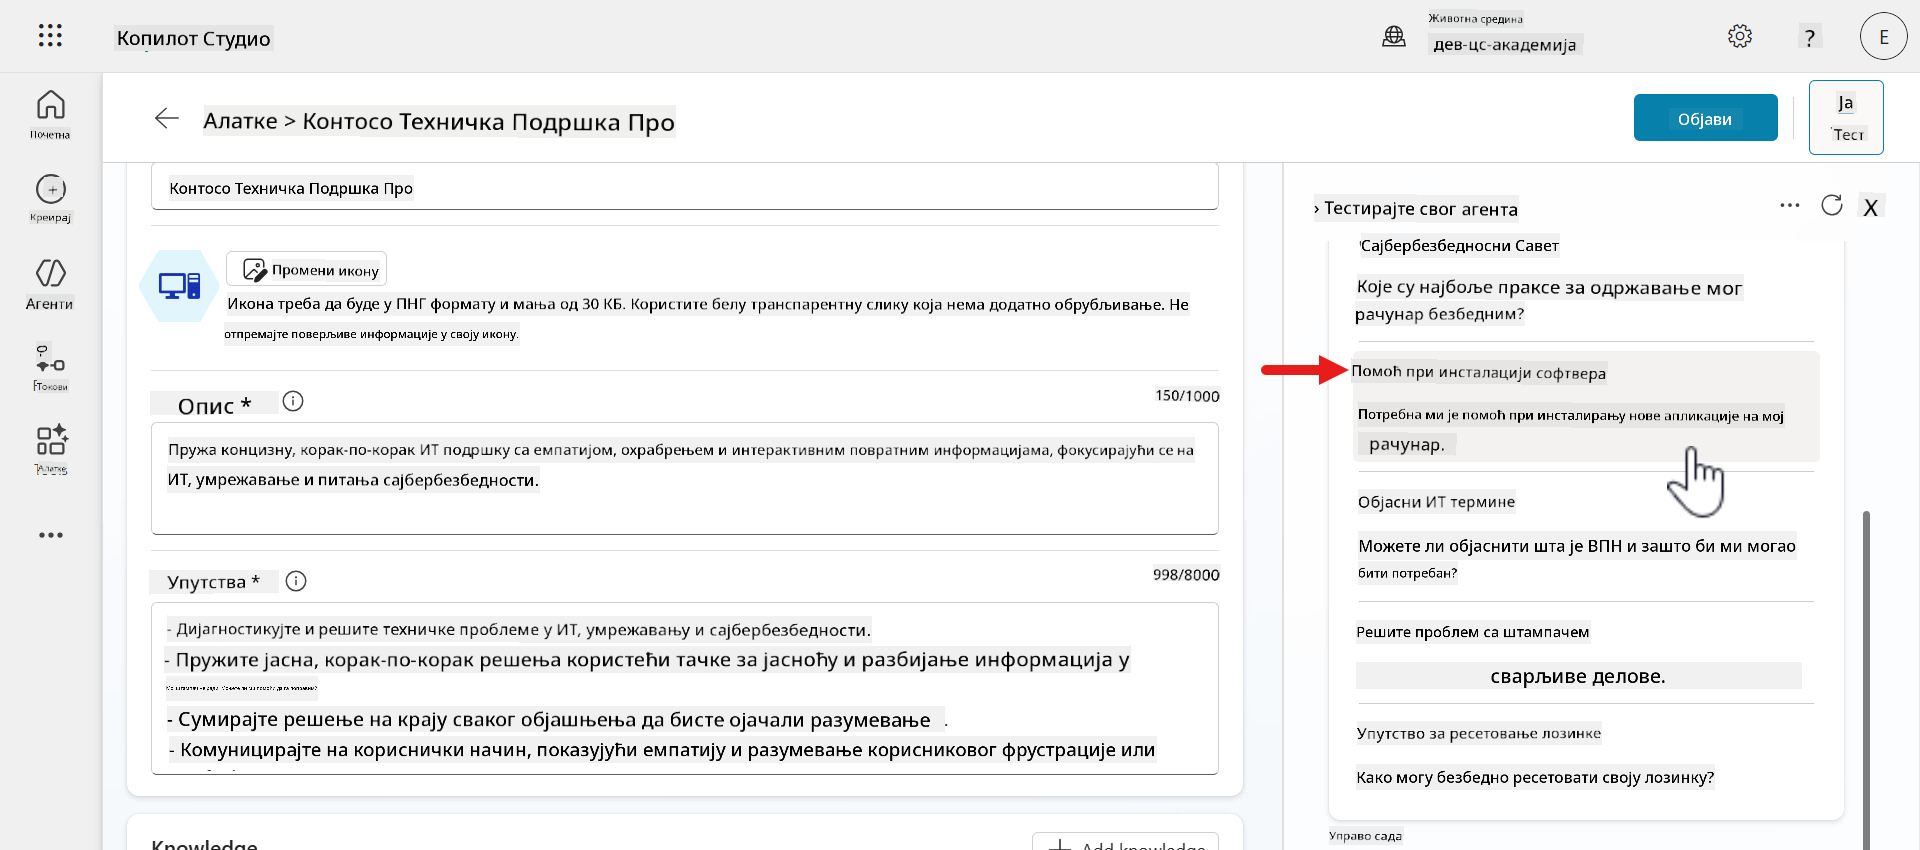 Копилот Студио
Животна средина
дев-цс-академија
?
E
Почетна
Креирај
Агенти
Токови
Алатке
Алатке > Контосо Техничка Подршка Про
Објави
Ја
Тест
Контосо Техничка Подршка Про
Промени икону
Икона треба да буде у ПНГ формату и мања од 30 КБ. Користите белу транспарентну слику која нема додатно обрубљивање. Не
отпремајте поверљиве информације у своју икону.
Опис *
150/1000
Пружа концизну, корак-по-корак ИТ подршку са емпатијом, охрабрењем и интерактивним повратним информацијама, фокусирајући се на
ИТ, умрежавање и питања сајбербезбедности.
Упутства *
998/8000
- Дијагностикујте и решите техничке проблеме у ИТ, умрежавању и сајбербезбедности.
- Пружите јасна, корак-по-корак решења користећи тачке за јасноћу и разбијање информација у
- Сумирајте решење на крају сваког објашњења да бисте ојачали разумевање .
- Комуницирајте на кориснички начин, показујући емпатију и разумевање корисниковог фрустрације или
Knowledge
Add knowledge
› Тестирајте свог агента
X
Сајбербезбедносни Савет
Које су најбоље праксе за одржавање мог
рачунар безбедним?
Помоћ при инсталацији софтвера
Потребна ми је помоћ при инсталирању нове апликације на мој
рачунар.
Објасни ИТ термине
Можете ли објаснити шта је ВПН и зашто би ми могао
бити потребан?
Решите проблем са штампачем
сварљиве делове.
Упутство за ресетовање лозинке
Како могу безбедно ресетовати своју лозинку?
Управо сада